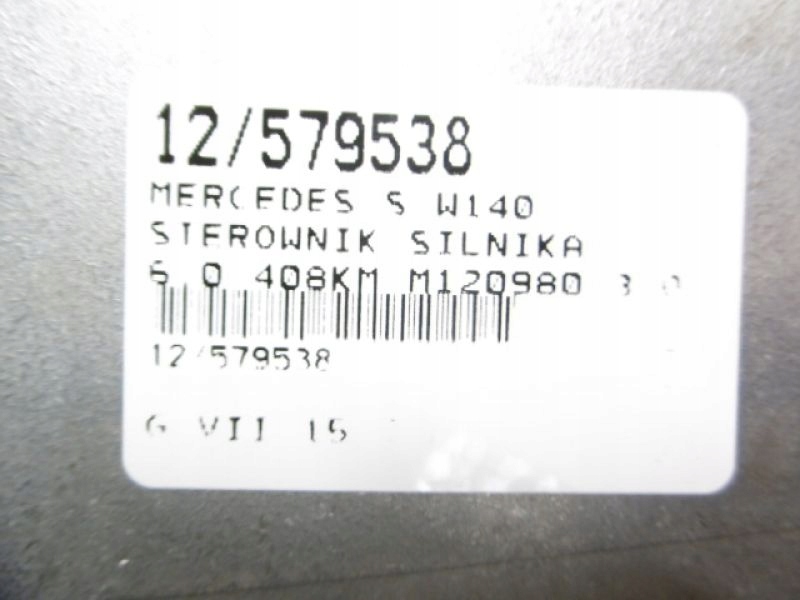 12/579538
MERCEDES S W140
STEROWNIK SILNIKA
6 0 408KM M120980
12/579538
G VII 15